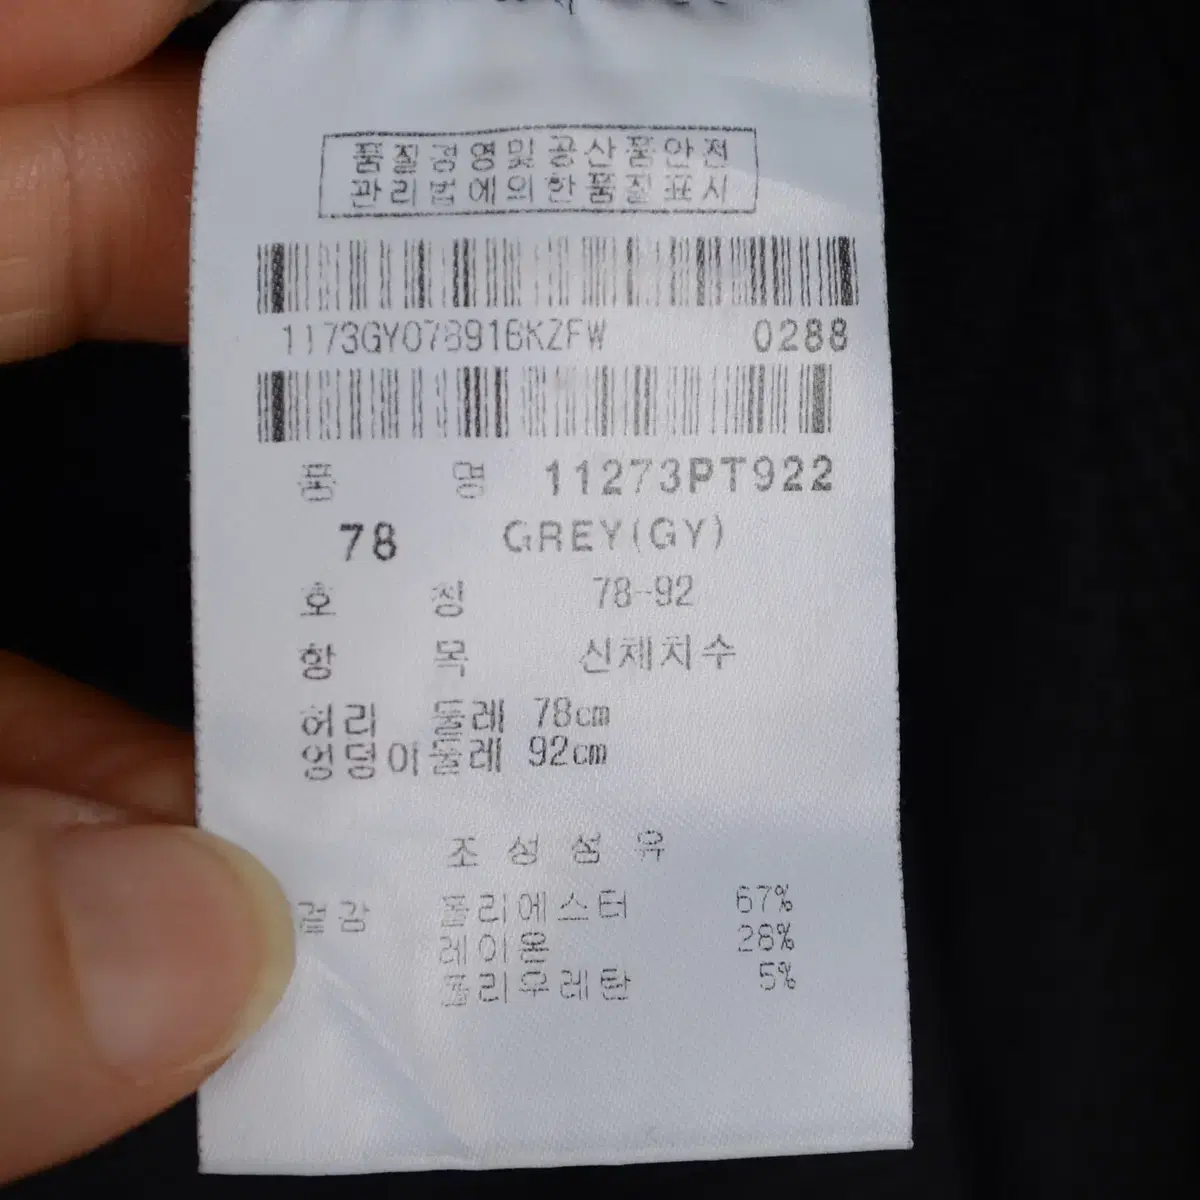 품질경영및공산품안전
관리법에의한품질표시
1173GY07891BKZFW 0288
품 명 11273PT922
78 GREY(GY)
호 칭 78-92
항 목 신체치수
허리 둘레 78cm
엉덩이둘레 92cm
조성섬유
겉감 폴리에스터 67%
레이온 28%
폴리우레탄 5%